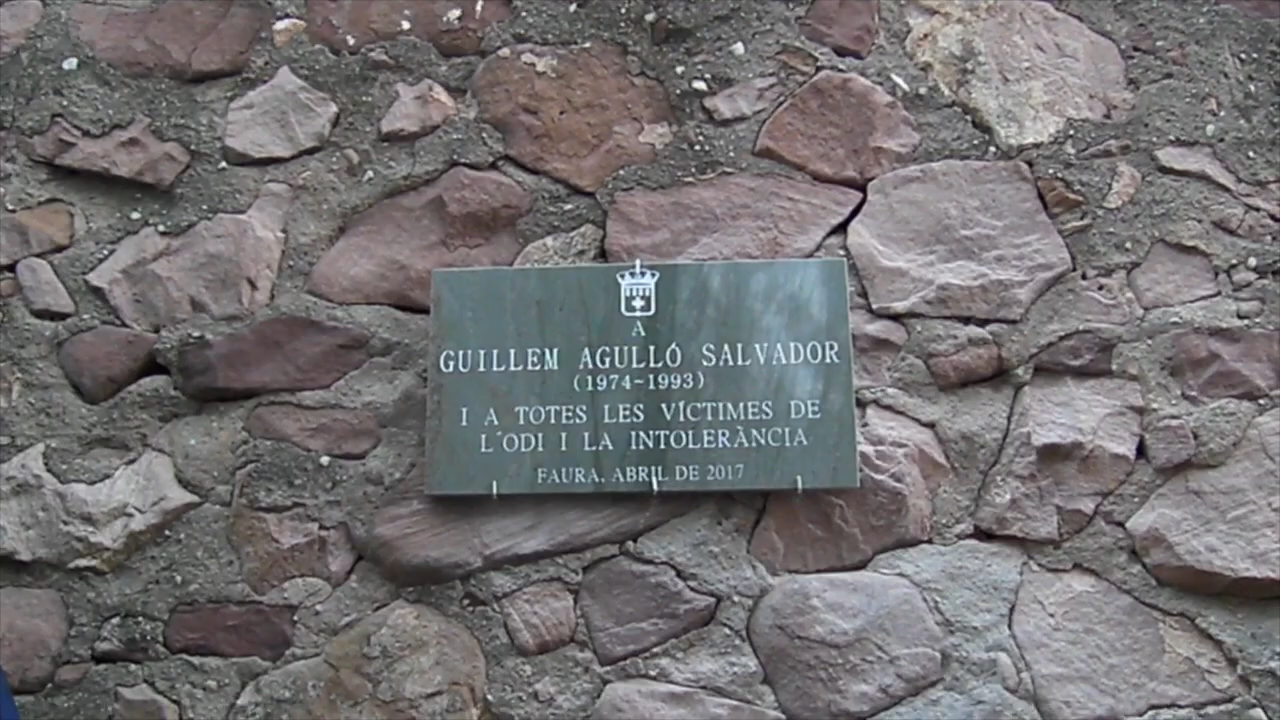 A
GUILLEM AGULLÓ SALVADOR
(1974-1993)
I A TOTES LES VÍCTIMES DE
L'ODI I LA INTOLERÀNCIA
FAURA, ABRIL DE 2017